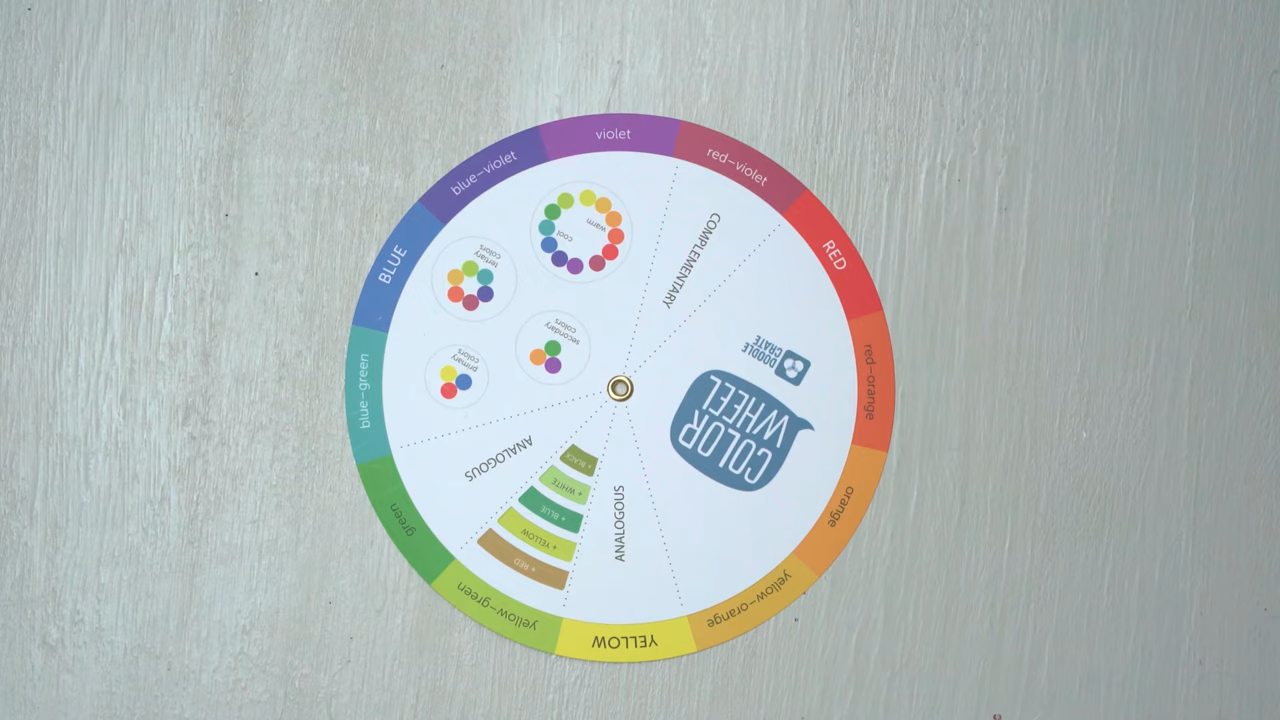 violet
red-violet
RED
red-orange
orange
yellow-orange
YELLOW
yellow-green
green
blue-green
BLUE
blue-violet
COMPLEMENTARY
DOODLE
CRATE
COLOR
WHEEL
ANALOGOUS
+ BLACK
+ WHITE
+ BLUE
+ YELLOW
+ RED
ANALOGOUS
primary
colors
secondary
colors
tertiary
colors
warm
cool